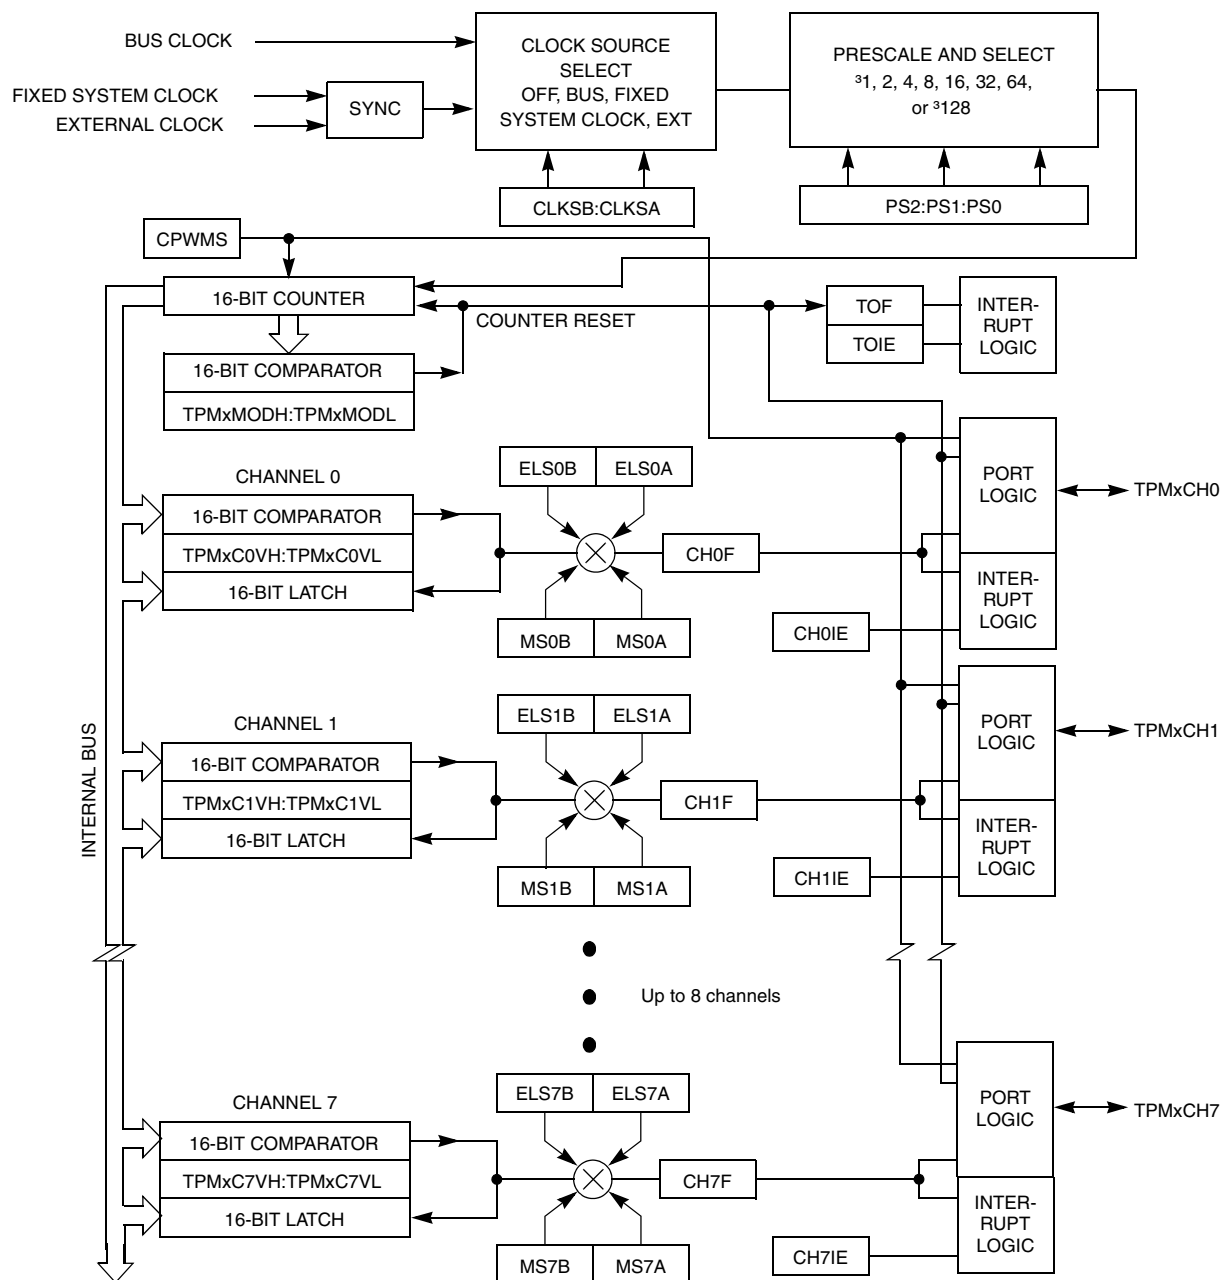 BUS CLOCK
FIXED SYSTEM CLOCK
EXTERNAL CLOCK
SYNC
CLOCK SOURCE
SELECT
OFF, BUS, FIXED
SYSTEM CLOCK, EXT
PRESCALE AND SELECT
³1, 2, 4, 8, 16, 32, 64,
or ³128
CLKSB:CLKSA
PS2:PS1:PS0
CPWMS
16-BIT COUNTER
COUNTER RESET
TOF
TOIE
INTER-
RUPT
LOGIC
16-BIT COMPARATOR
TPMxMODH:TPMxMODL
CHANNEL 0
16-BIT COMPARATOR
TPMxC0VH:TPMxC0VL
16-BIT LATCH
ELS0B
ELS0A
MS0B
MS0A
CH0F
CH0IE
PORT
LOGIC
INTER-
RUPT
LOGIC
TPMxCH0
INTERNAL BUS
CHANNEL 1
16-BIT COMPARATOR
TPMxC1VH:TPMxC1VL
16-BIT LATCH
ELS1B
ELS1A
MS1B
MS1A
CH1F
CH1IE
PORT
LOGIC
INTER-
RUPT
LOGIC
TPMxCH1
Up to 8 channels
CHANNEL 7
16-BIT COMPARATOR
TPMxC7VH:TPMxC7VL
16-BIT LATCH
ELS7B
ELS7A
MS7B
MS7A
CH7F
CH7IE
PORT
LOGIC
INTER-
RUPT
LOGIC
TPMxCH7